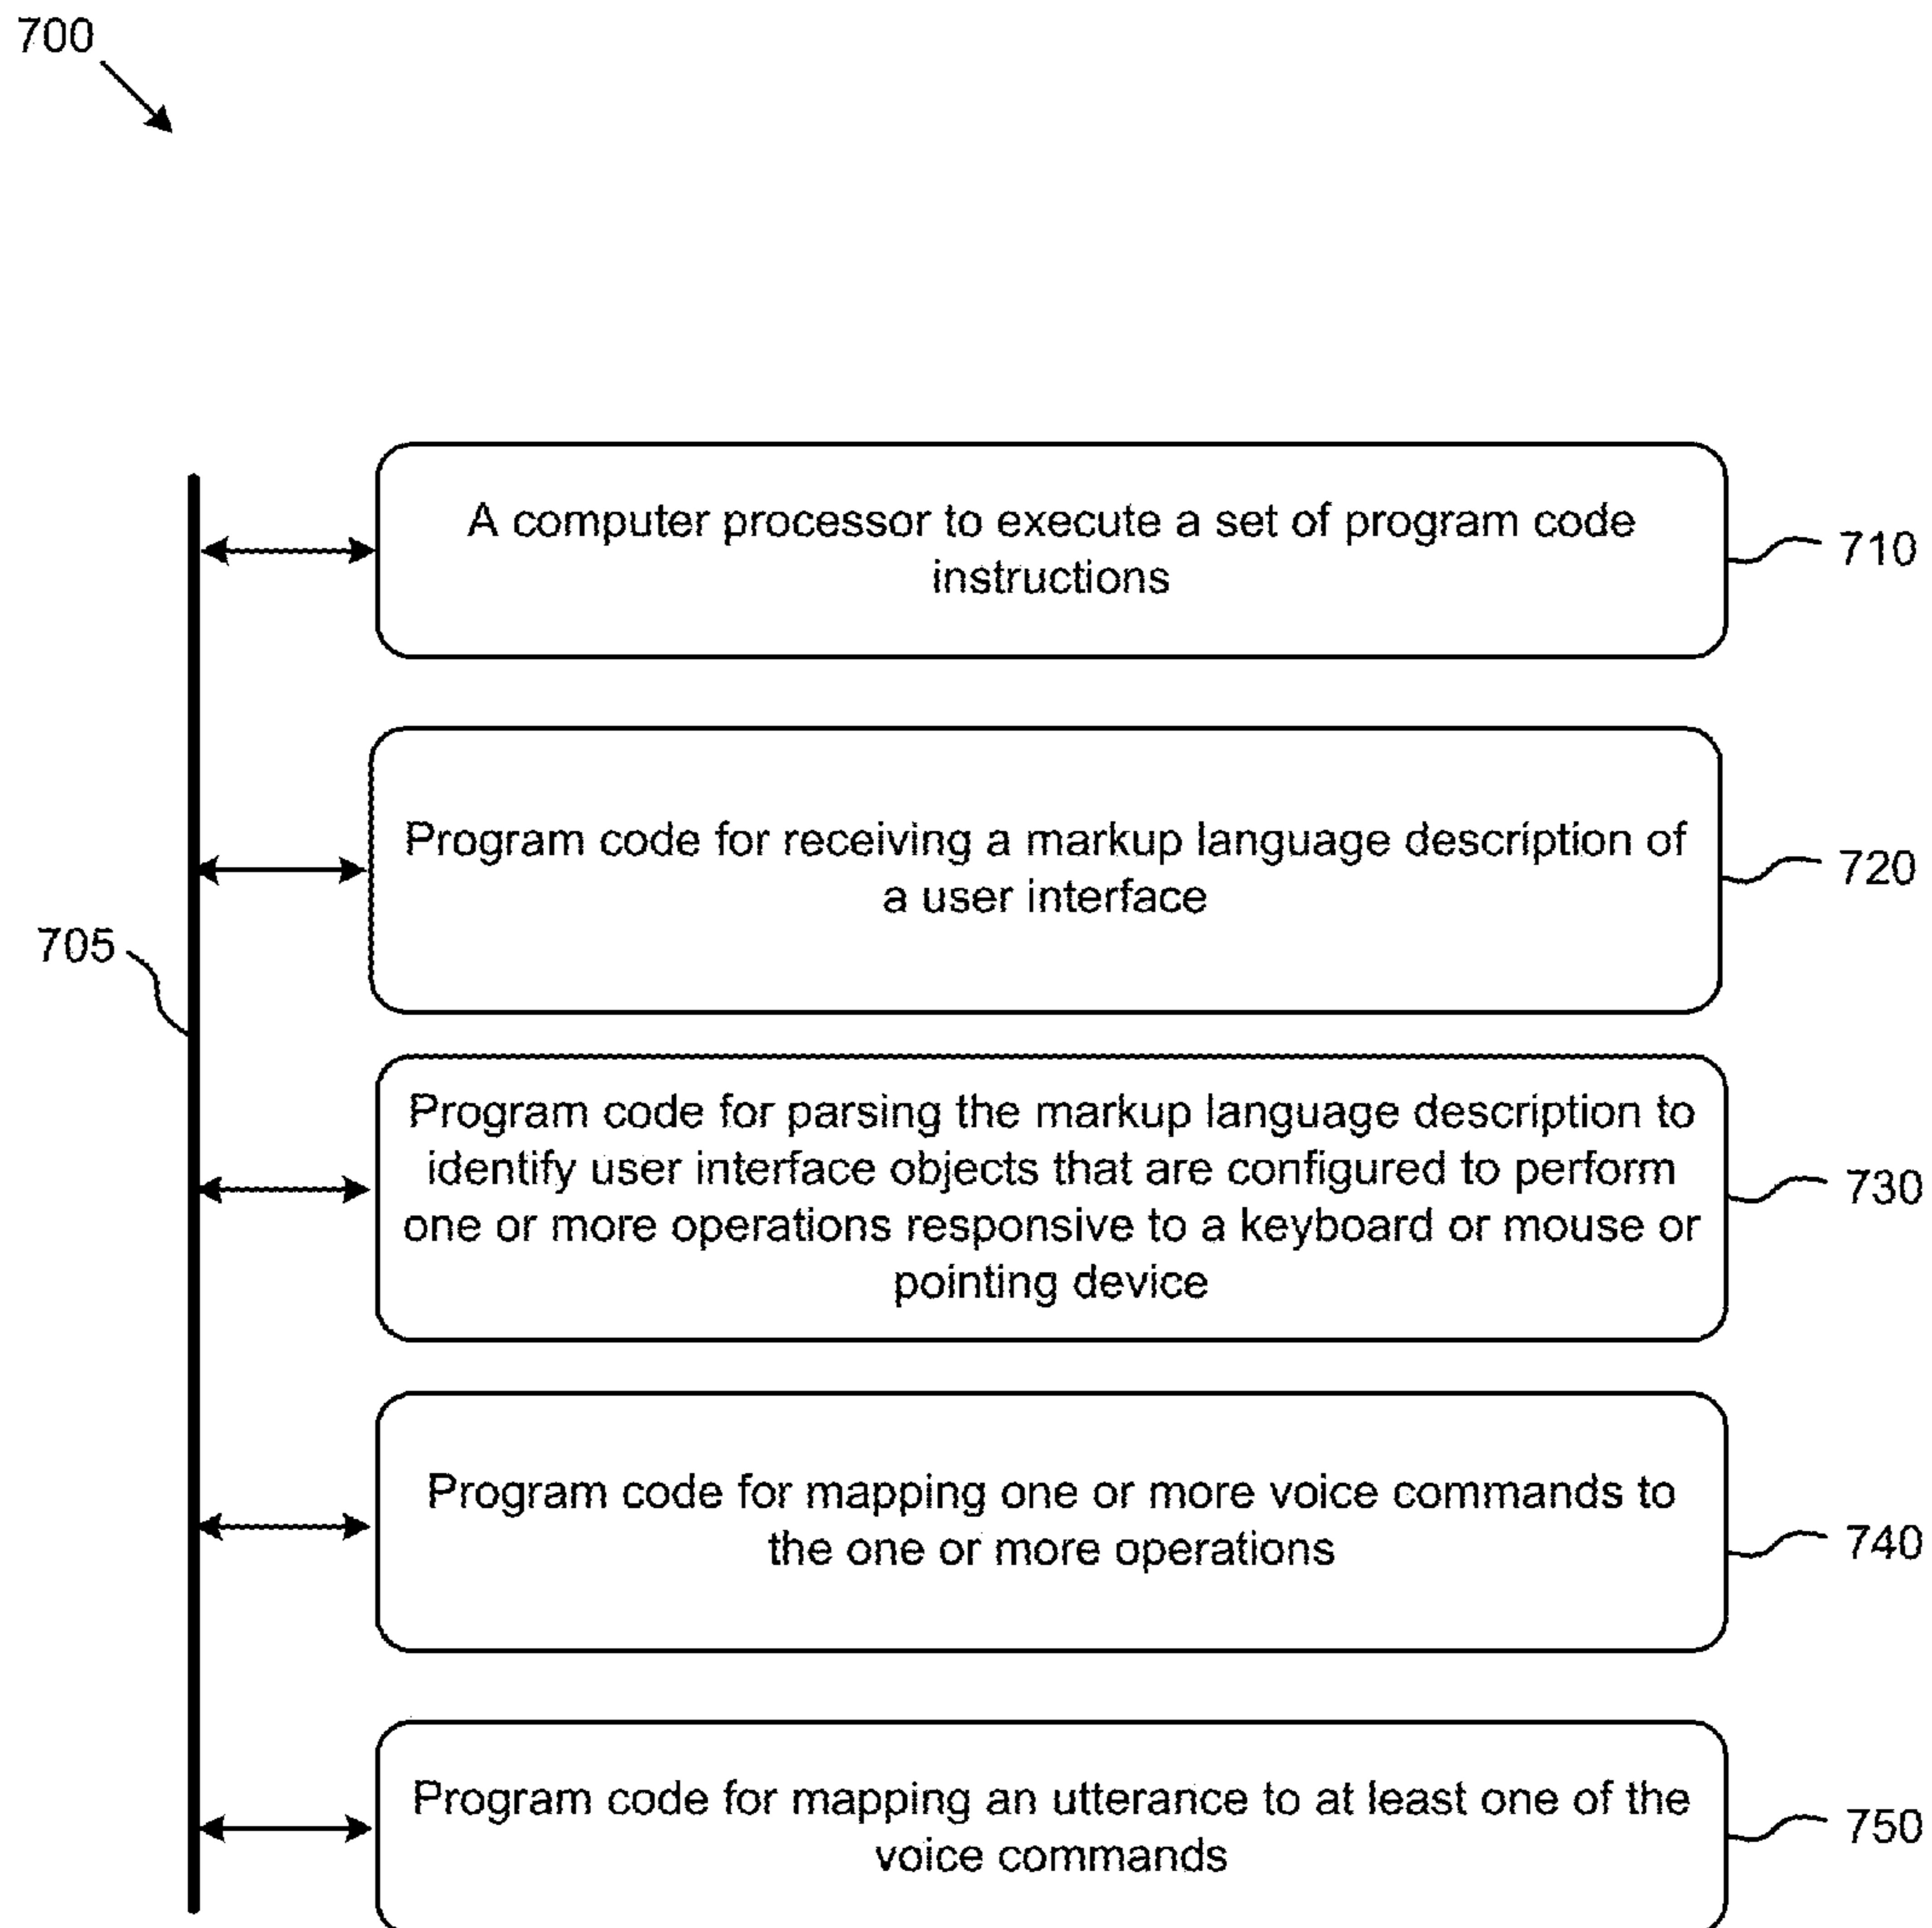 700
A computer processor to execute a set of program code
instructions
710
Program code for receiving a markup language description of
a user interface
720
705
Program code for parsing the markup language description to
identify user interface objects that are configured to perform
one or more operations responsive to a keyboard or mouse or
pointing device
730
Program code for mapping one or more voice commands to
the one or more operations
740
Program code for mapping an utterance to at least one of the
voice commands
750